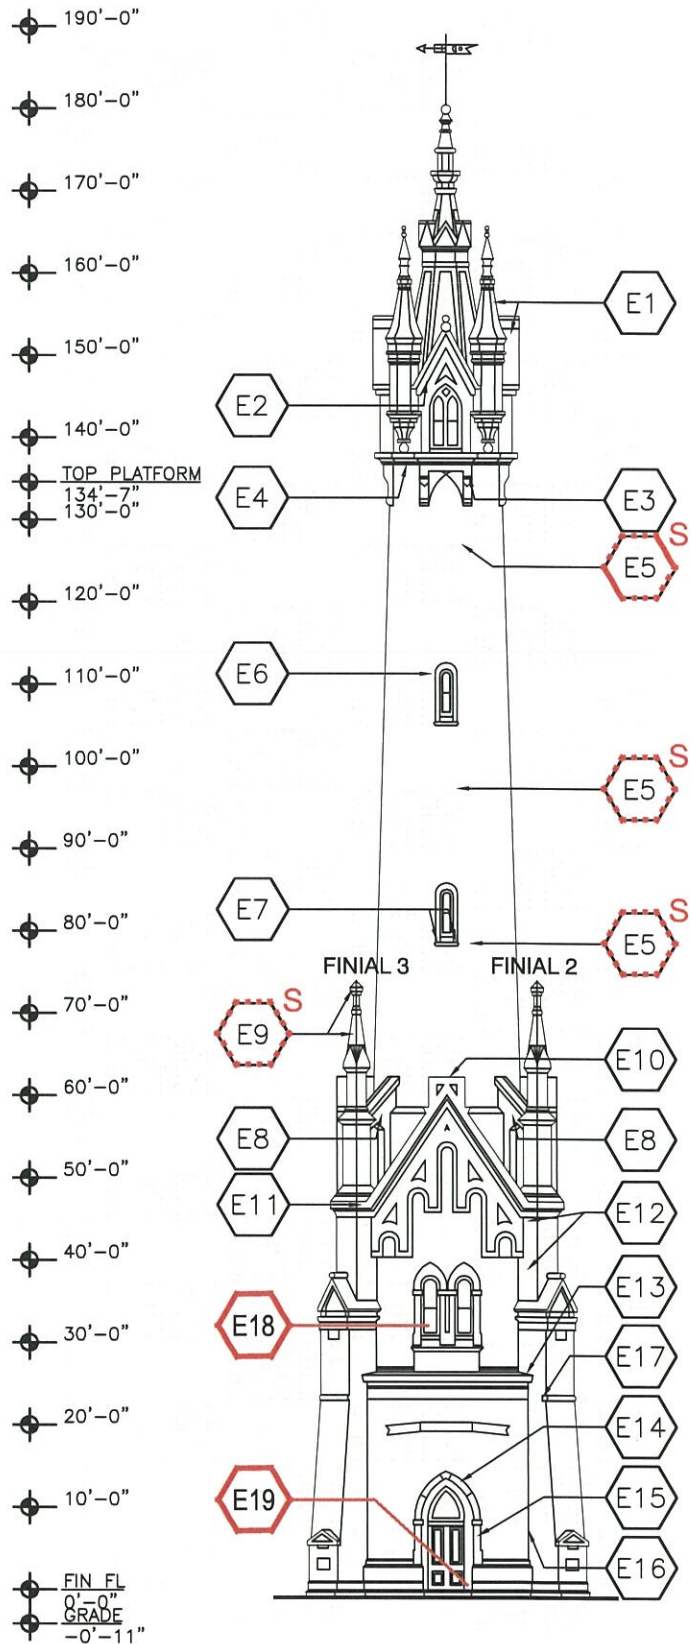 190'-0"
180'-0"
170'-0"
160'-0"
E1
150'-0"
E2
140'-0"
TOP PLATFORM
134'-7"
E4
E3
130'-0"
S
E5
120'-0"
110'-0"
E6
100'-0"
S
E5
90'-0"
80'-0"
E7
S
E5
FINIAL 3
FINIAL 2
70'-0"
S
E9
60'-0"
E10
50'-0"
E8
E8
E11
E12
40'-0"
E13
30'-0"
E18
E17
20'-0"
E14
10'-0"
E19
E15
E16
FIN FL
0'-0"
GRADE
-0'-11"